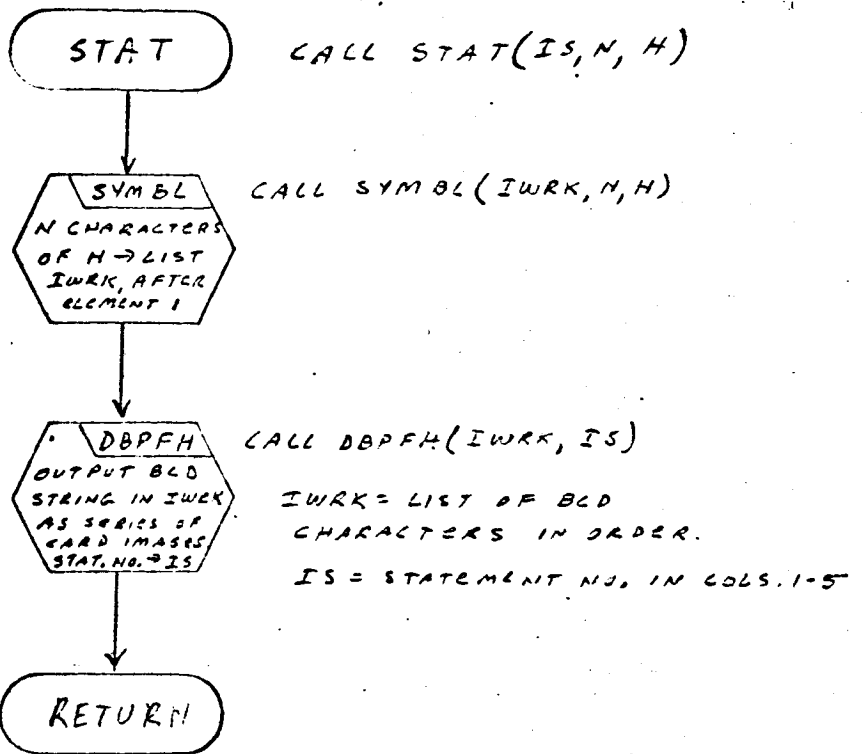 STAT
CALL STAT(IS, N, H)
SYMBL
CALL SYMBL(IWRK, N, H)
N CHARACTERS
OF H → LIST
IWRK, AFTER
ELEMENT 1
DBPFH
CALL DBPFH(IWRK, IS)
OUTPUT BCD
STRING IN IWRK
AS SERIES OF
CARD IMAGES
STAT. NO. → IS
IWRK = LIST OF BCD
CHARACTERS IN ORDER.
IS = STATEMENT NO. IN COLS. 1-5
RETURN